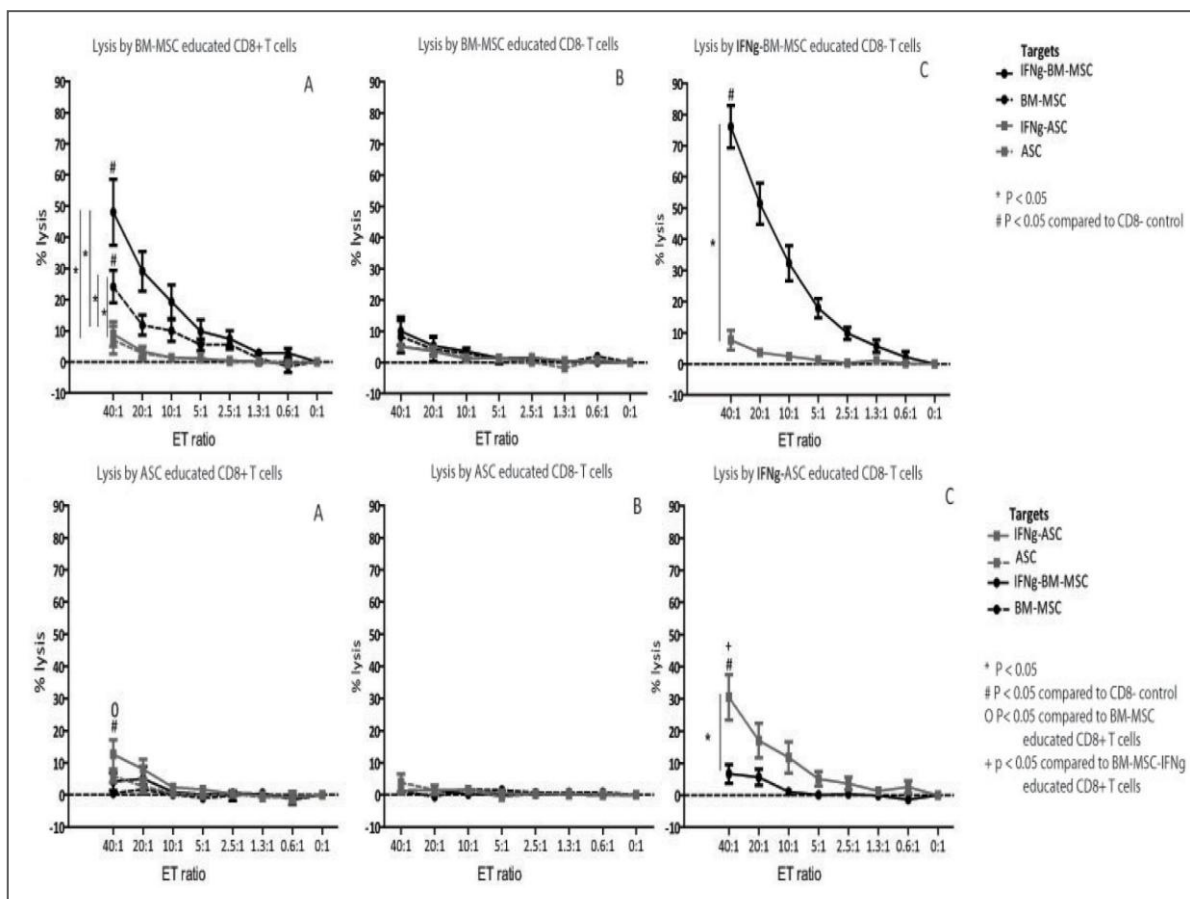 Lysis by BM-MSC educated CD8+ T cells
A
% lysis
90
80
70
60
50
40
30
20
10
0
-10
#
#
*
*
*
*
40:1 20:1 10:1 5:1 2.5:1 1.3:1 0.6:1 0:1
ET ratio
Lysis by BM-MSC educated CD8- T cells
B
% lysis
90
80
70
60
50
40
30
20
10
0
-10
40:1 20:1 10:1 5:1 2.5:1 1.3:1 0.6:1 0:1
ET ratio
Lysis by IFNg-BM-MSC educated CD8- T cells
C
% lysis
90
80
70
60
50
40
30
20
10
0
-10
#
*
40:1 20:1 10:1 5:1 2.5:1 1.3:1 0.6:1 0:1
ET ratio
Targets
IFNg-BM-MSC
BM-MSC
IFNg-ASC
ASC
* P < 0.05
# P < 0.05 compared to CD8- control
Lysis by ASC educated CD8+ T cells
A
% lysis
90
80
70
60
50
40
30
20
10
0
-10
O
#
40:1 20:1 10:1 5:1 2.5:1 1.3:1 0.6:1 0:1
ET ratio
Lysis by ASC educated CD8- T cells
B
% lysis
90
80
70
60
50
40
30
20
10
0
-10
40:1 20:1 10:1 5:1 2.5:1 1.3:1 0.6:1 0:1
ET ratio
Lysis by IFNg-ASC educated CD8- T cells
C
% lysis
90
80
70
60
50
40
30
20
10
0
-10
+
#
*
40:1 20:1 10:1 5:1 2.5:1 1.3:1 0.6:1 0:1
ET ratio
Targets
IFNg-ASC
ASC
IFNg-BM-MSC
BM-MSC
* P < 0.05
# P < 0.05 compared to CD8- control
O P< 0.05 compared to BM-MSC
educated CD8+ T cells
+ p < 0.05 compared to BM-MSC-IFNg
educated CD8+ T cells